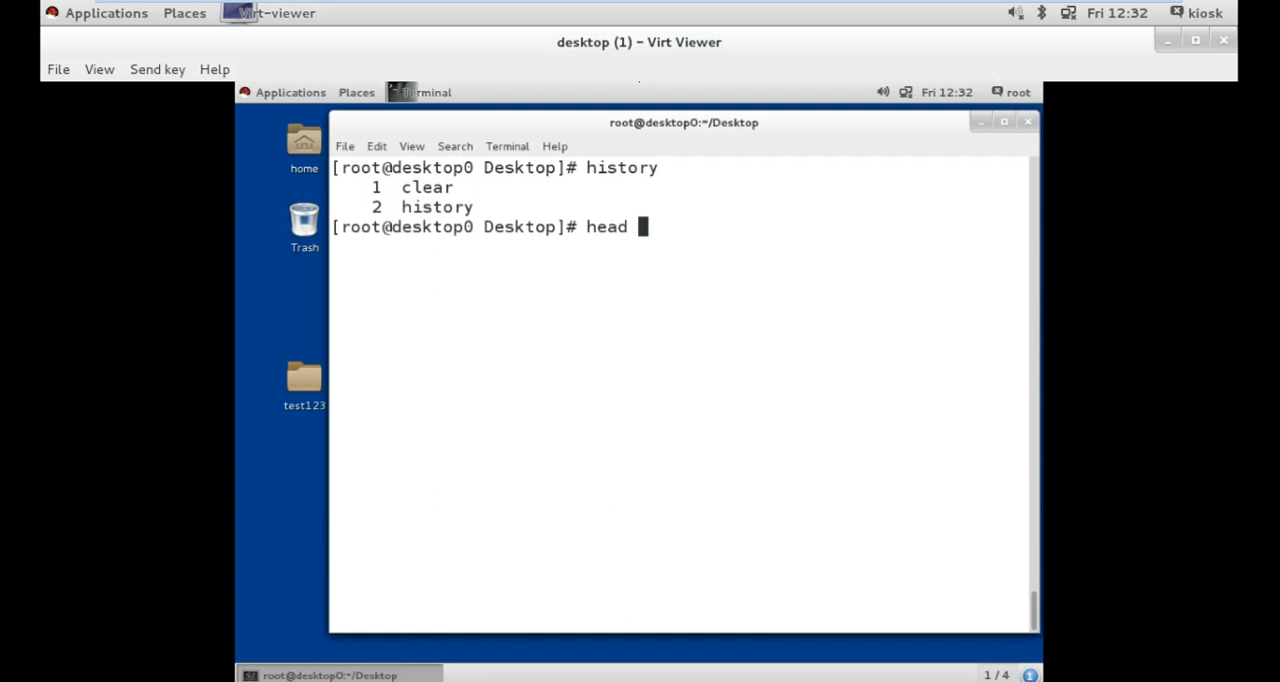 Applications Places Virt-viewer Fri 12:32 kiosk
desktop (1) – Virt Viewer
File View Send key Help
Applications Places Terminal Fri 12:32 root
root@desktop0:~/Desktop
File Edit View Search Terminal Help
[root@desktop0 Desktop]# history
1 clear
2 history
[root@desktop0 Desktop]# head
home
Trash
test123
root@desktop0:~/Desktop 1 / 4 1